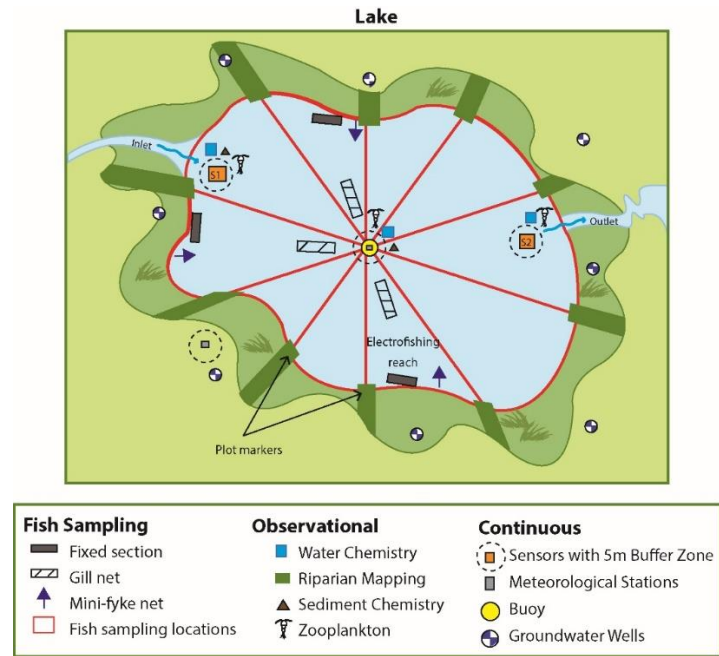 Lake
Inlet
S1
S2
Outlet
Electrofishing
reach
Plot markers
Fish Sampling
Fixed section
Gill net
Mini-fyke net
Fish sampling locations
Observational
Water Chemistry
Riparian Mapping
Sediment Chemistry
Zooplankton
Continuous
Sensors with 5m Buffer Zone
Meteorological Stations
Buoy
Groundwater Wells